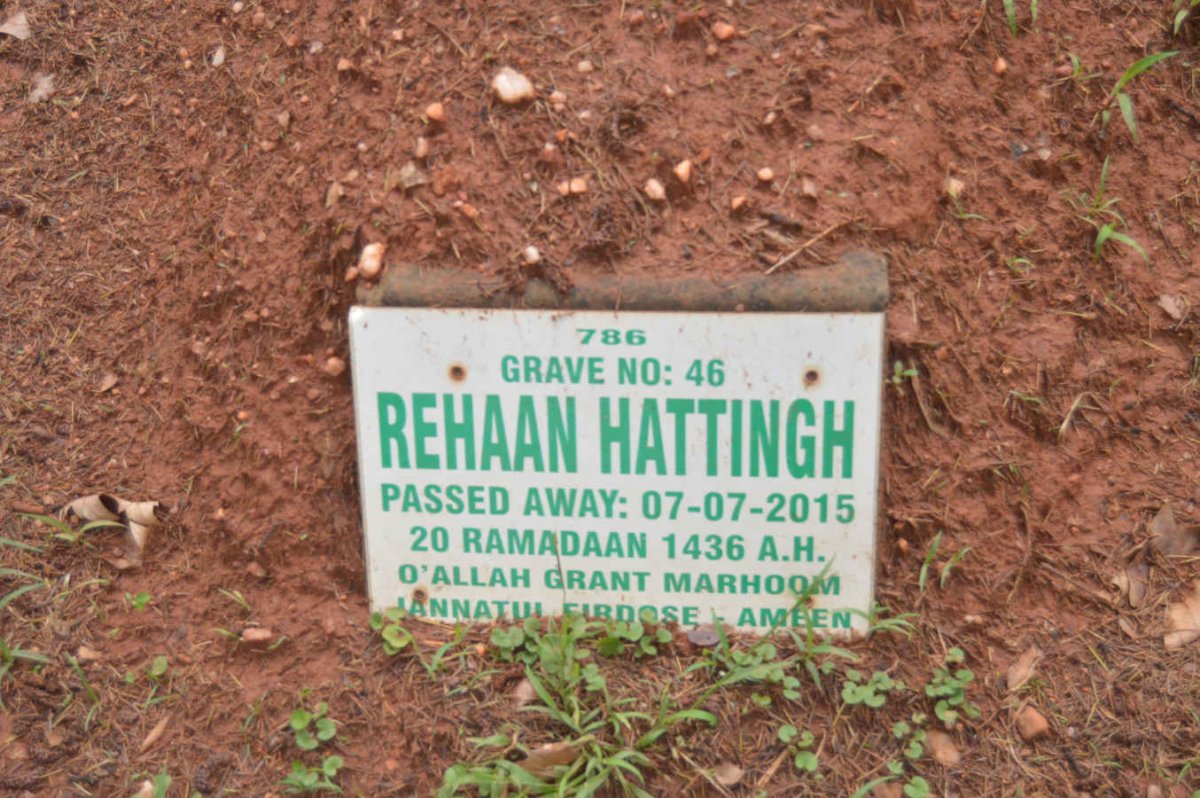 786
GRAVE NO: 46
REHAAN HATTINGH
PASSED AWAY: 07-07-2015
20 RAMADAAN 1436 A.H.
O'ALLAH GRANT MARHOOM
JANNATUL FIRDOSE - AMEEN